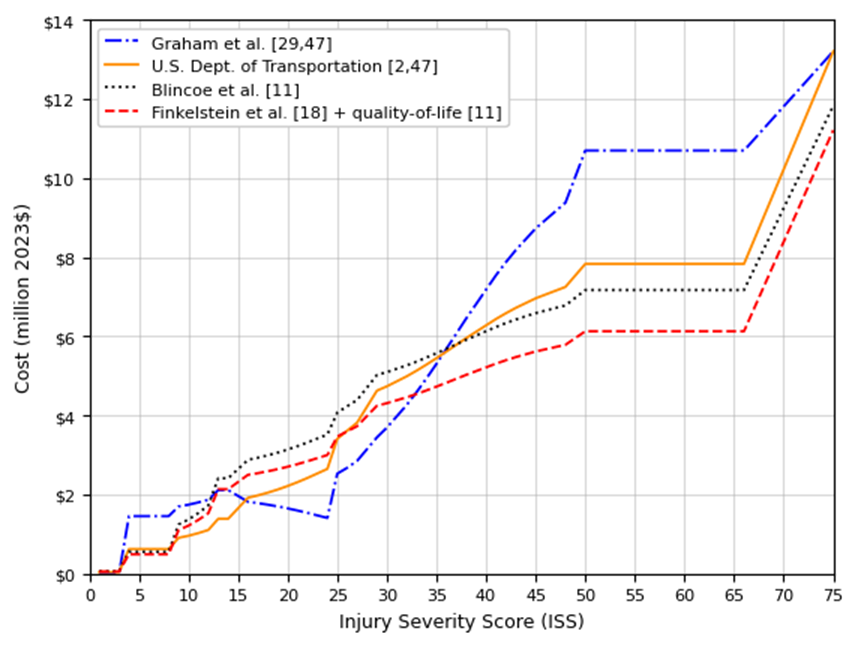 $14
Graham et al. [29,47]
U.S. Dept. of Transportation [2,47]
Blincoe et al. [11]
Finkelstein et al. [18] + quality-of-life [11]
$12
$10
$8
$6
$4
$2
$0
Cost (million 2023$)
0 5 10 15 20 25 30 35 40 45 50 55 60 65 70 75
Injury Severity Score (ISS)